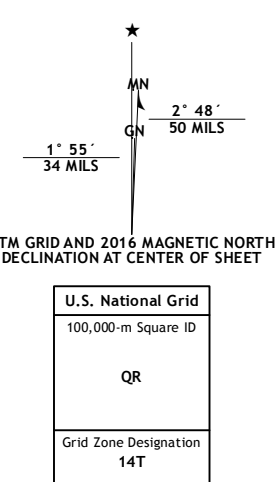 ★
MN
GN
2° 48´
50 MILS
1° 55´
34 MILS
TM GRID AND 2016 MAGNETIC NORTH
DECLINATION AT CENTER OF SHEET
U.S. National Grid
100,000-m Square ID
QR
Grid Zone Designation
14T